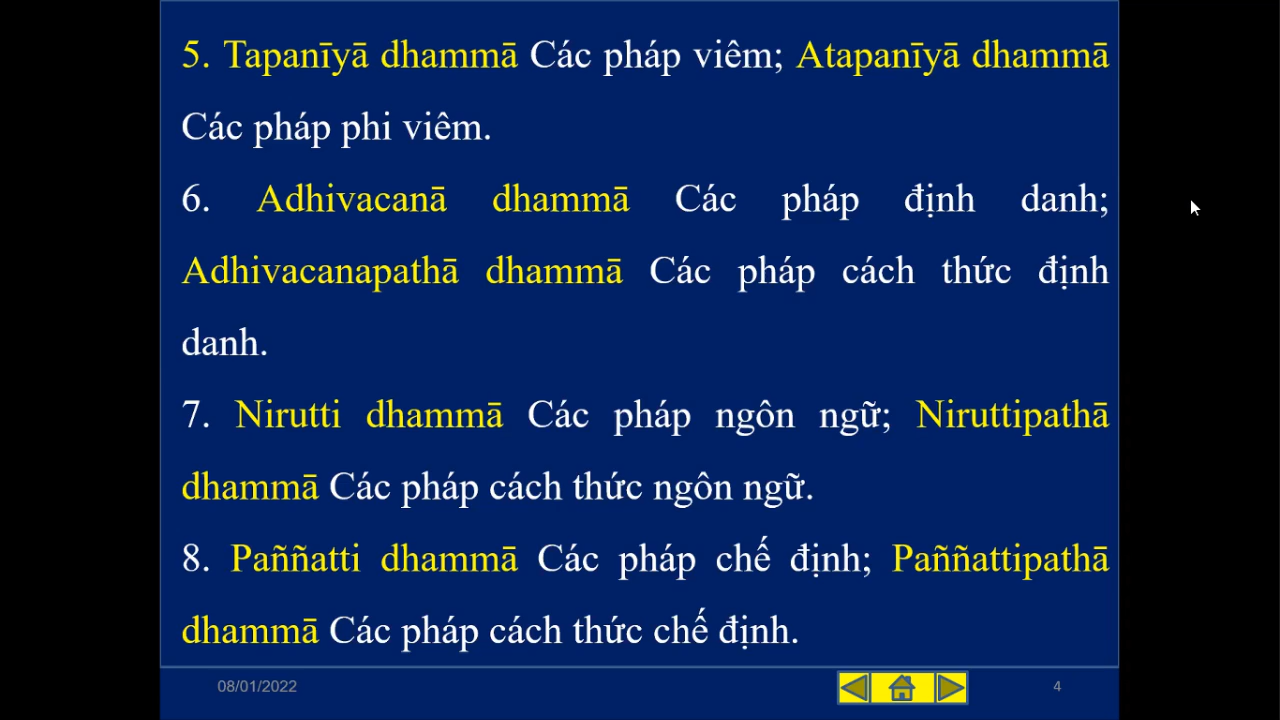 5. Tapanīyā dhammā Các pháp viêm; Atapanīyā dhammā
Các pháp phi viêm.
6. Adhivacanā dhammā Các pháp định danh;
Adhivacanapathā dhammā Các pháp cách thức định
danh.
7. Nirutti dhammā Các pháp ngôn ngữ; Niruttipathā
dhammā Các pháp cách thức ngôn ngữ.
8. Paññatti dhammā Các pháp chế định; Paññattipathā
dhammā Các pháp cách thức chế định.
08/01/2022 4